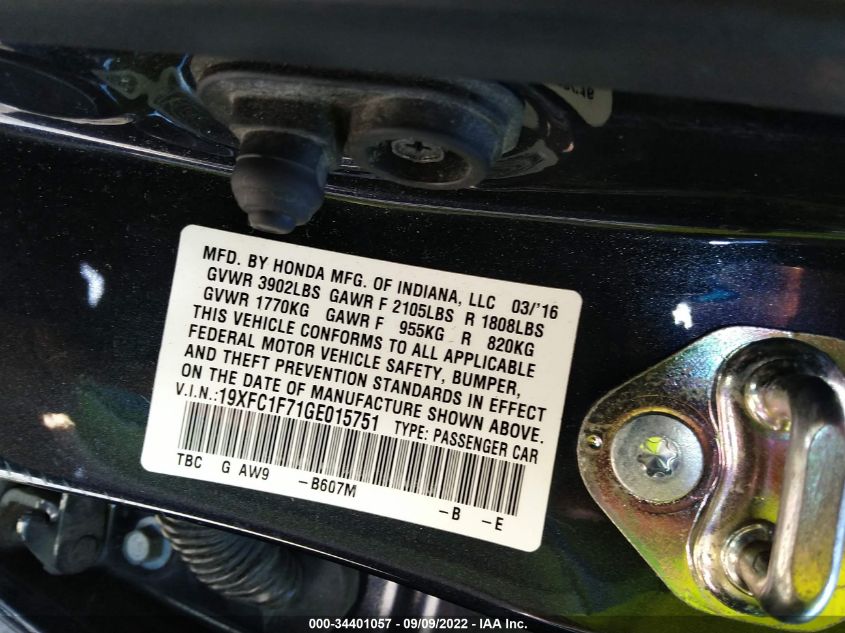 MFD. BY HONDA MFG. OF INDIANA, LLC 03/'16
GVWR 3902LBS GAWR F 2105LBS R 1808LBS
GVWR 1770KG GAWR F 955KG R 820KG
THIS VEHICLE CONFORMS TO ALL APPLICABLE
FEDERAL MOTOR VEHICLE SAFETY, BUMPER,
AND THEFT PREVENTION STANDARDS IN EFFECT
ON THE DATE OF MANUFACTURE SHOWN ABOVE.
V.I.N.:19XFC1F71GE015751 TYPE: PASSENGER CAR
TBC G AW9 -B607M -B -E
000-34401057 - 09/09/2022 - IAA Inc.